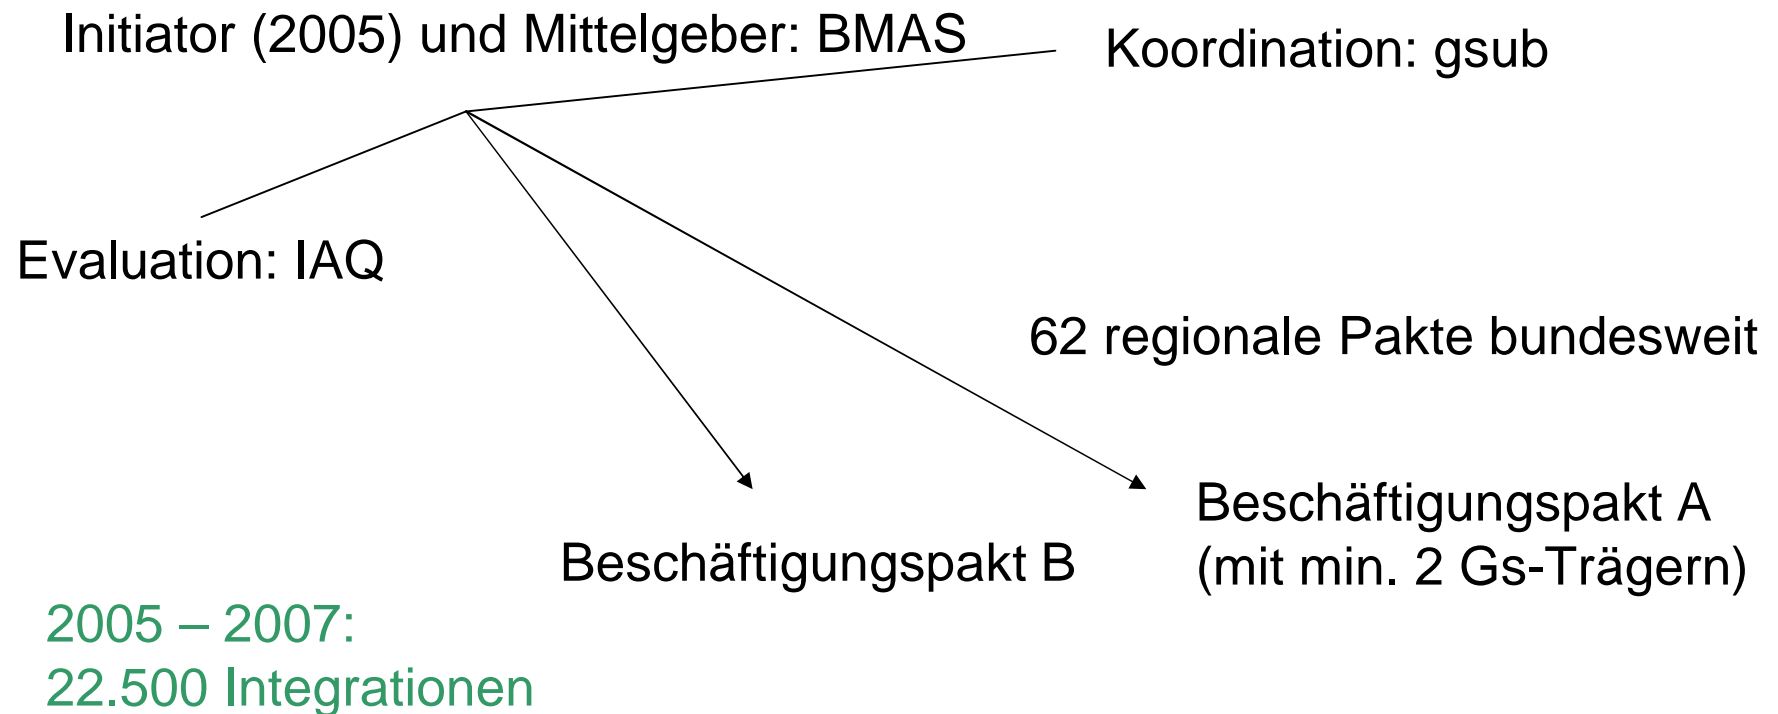 Initiator (2005) und Mittelgeber: BMAS
Koordination: gsub
Evaluation: IAQ
62 regionale Pakte bundesweit
Beschäftigungspakt A
(mit min. 2 Gs-Trägern)
Beschäftigungspakt B
2005 – 2007:
22.500 Integrationen